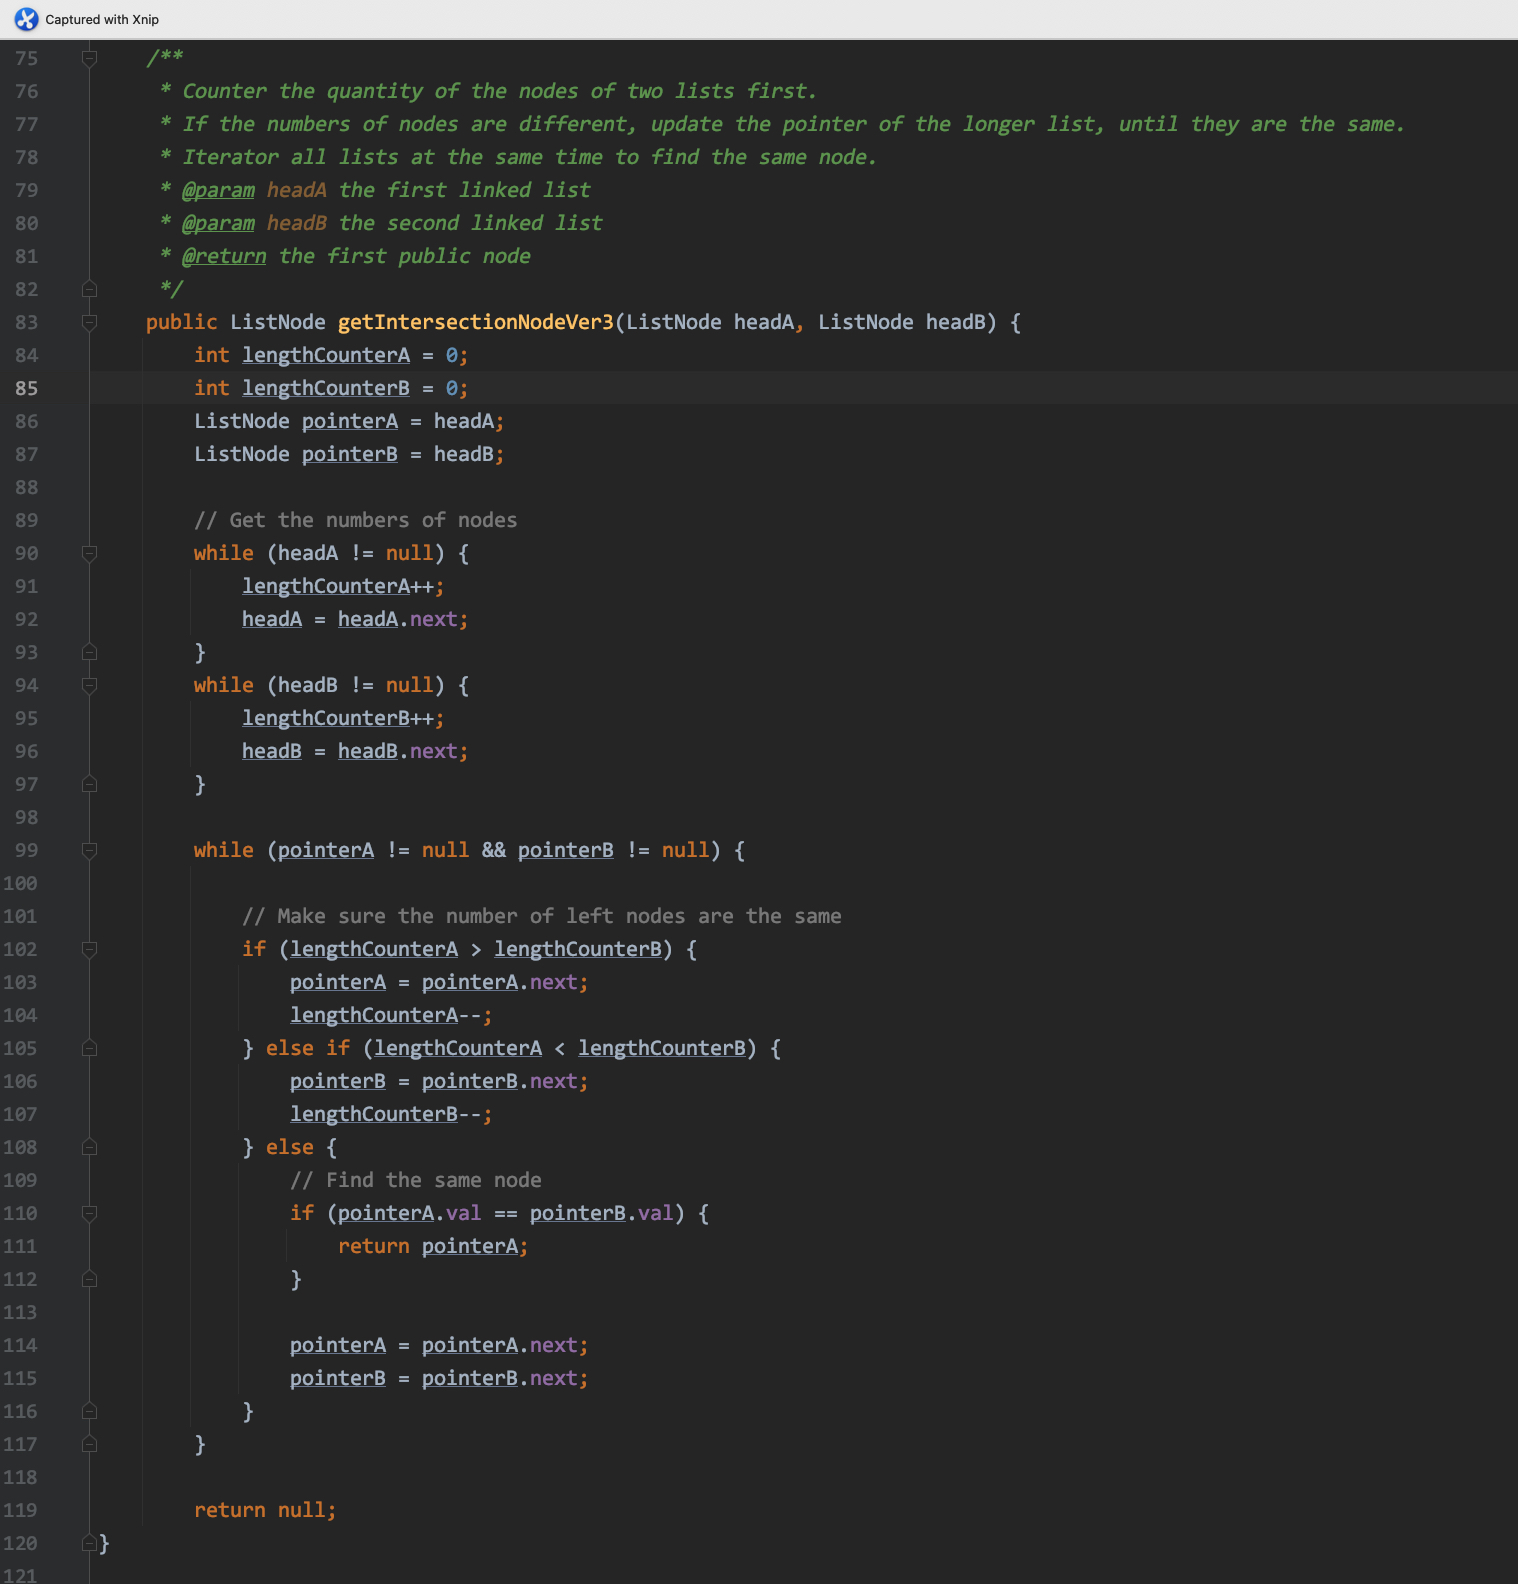 Captured with Xnip
75 /**
76 * Counter the quantity of the nodes of two lists first.
77 * If the numbers of nodes are different, update the pointer of the longer list, until they are the same.
78 * Iterator all lists at the same time to find the same node.
79 * @param headA the first linked list
80 * @param headB the second linked list
81 * @return the first public node
82 */
83 public ListNode getIntersectionNodeVer3(ListNode headA, ListNode headB) {
84 int lengthCounterA = 0;
85 int lengthCounterB = 0;
86 ListNode pointerA = headA;
87 ListNode pointerB = headB;
88
89 // Get the numbers of nodes
90 while (headA != null) {
91 lengthCounterA++;
92 headA = headA.next;
93 }
94 while (headB != null) {
95 lengthCounterB++;
96 headB = headB.next;
97 }
98
99 while (pointerA != null && pointerB != null) {
100
101 // Make sure the number of left nodes are the same
102 if (lengthCounterA > lengthCounterB) {
103 pointerA = pointerA.next;
104 lengthCounterA--;
105 } else if (lengthCounterA < lengthCounterB) {
106 pointerB = pointerB.next;
107 lengthCounterB--;
108 } else {
109 // Find the same node
110 if (pointerA.val == pointerB.val) {
111 return pointerA;
112 }
113
114 pointerA = pointerA.next;
115 pointerB = pointerB.next;
116 }
117 }
118
119 return null;
120 }
121